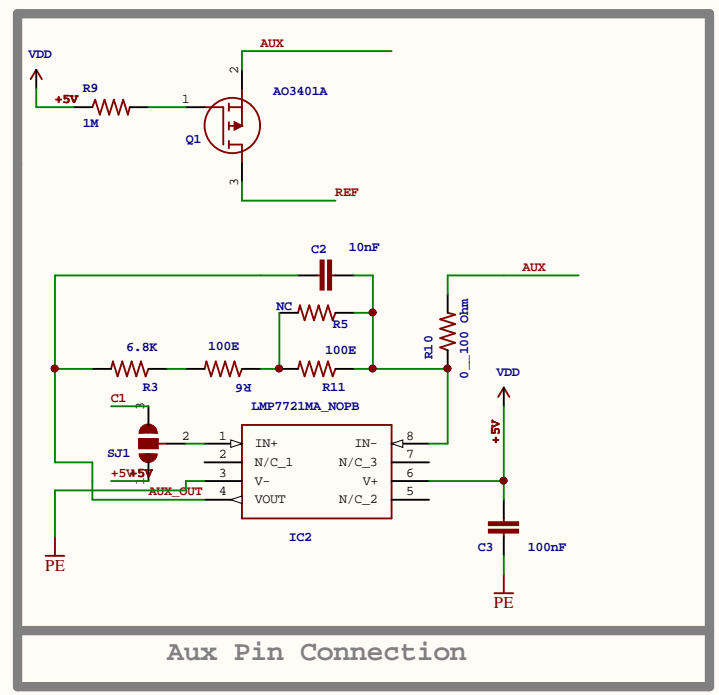 AUX
VDD
2
R9
AO3401A
+5V
1
1M
Q1
3
REF
C2
10nF
AUX
NC
R5
R10
0__100 Ohm
6.8K
100E
100E
VDD
R3
R6
R11
C1
3
LMP7721MA_NOPB
+5V
2
1
IN+
IN-
8
SJ1
2
N/C_1
N/C_3
7
+5V
+5V
1
3
V-
V+
6
AUX_OUT
4
VOUT
N/C_2
5
IC2
C3
100nF
PE
PE
Aux Pin Connection